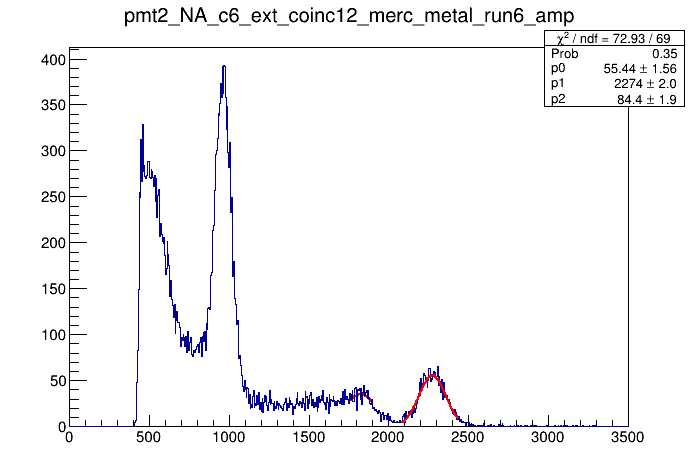 pmt2_NA_c6_ext_coinc12_merc_metal_run6_amp
χ² / ndf = 72.93 / 69
Prob 0.35
p0 55.44 ± 1.56
p1 2274 ± 2.0
p2 84.4 ± 1.9
400
350
300
250
200
150
100
50
0
0 500 1000 1500 2000 2500 3000 3500